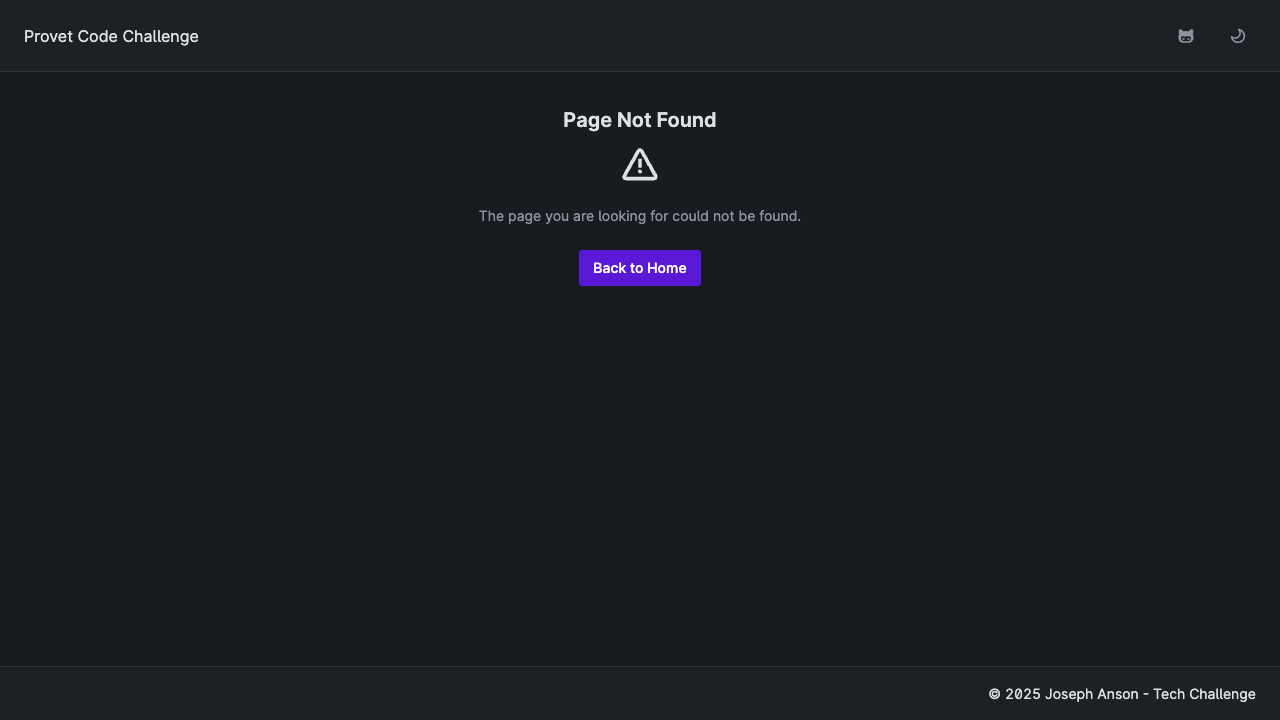 Provet Code Challenge
Page Not Found
The page you are looking for could not be found.
Back to Home
© 2025 Joseph Anson - Tech Challenge